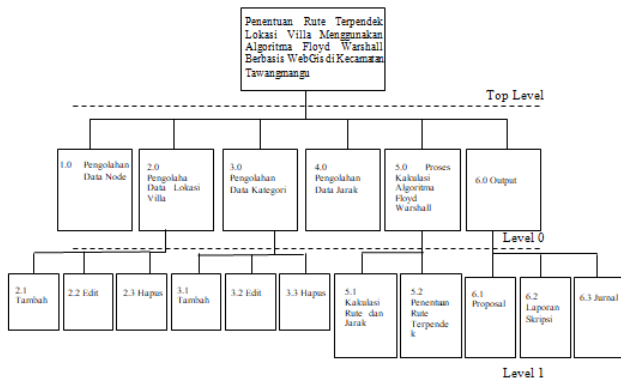 Penentuan Rute Terpendek
Lokasi Villa Menggunakan
Algoritma Floyd Warshall
Berbasis WebGis di Kecamatan
Tawangmangu
Top Level
1.0 Pengolahan
Data Node
2.0
Pengolaha
Data Lokasi
Villa
3.0
Pengolahan
Data Kategori
4.0
Pengolahan
Data Jarak
5.0 Proses
Kakulasi
Algoritma
Floyd
Warshall
6.0 Output
Level 0
2.1
Tambah
2.2 Edit
2.3 Hapus
3.1
Tambah
3.2 Edit
3.3 Hapus
5.1
Kakulasi
Rute dan
Jarak
5.2
Penentuan
Rute
Terpende
k
6.1
Proposal
6.2
Laporan
Skripsi
6.3 Jurnal
Level 1